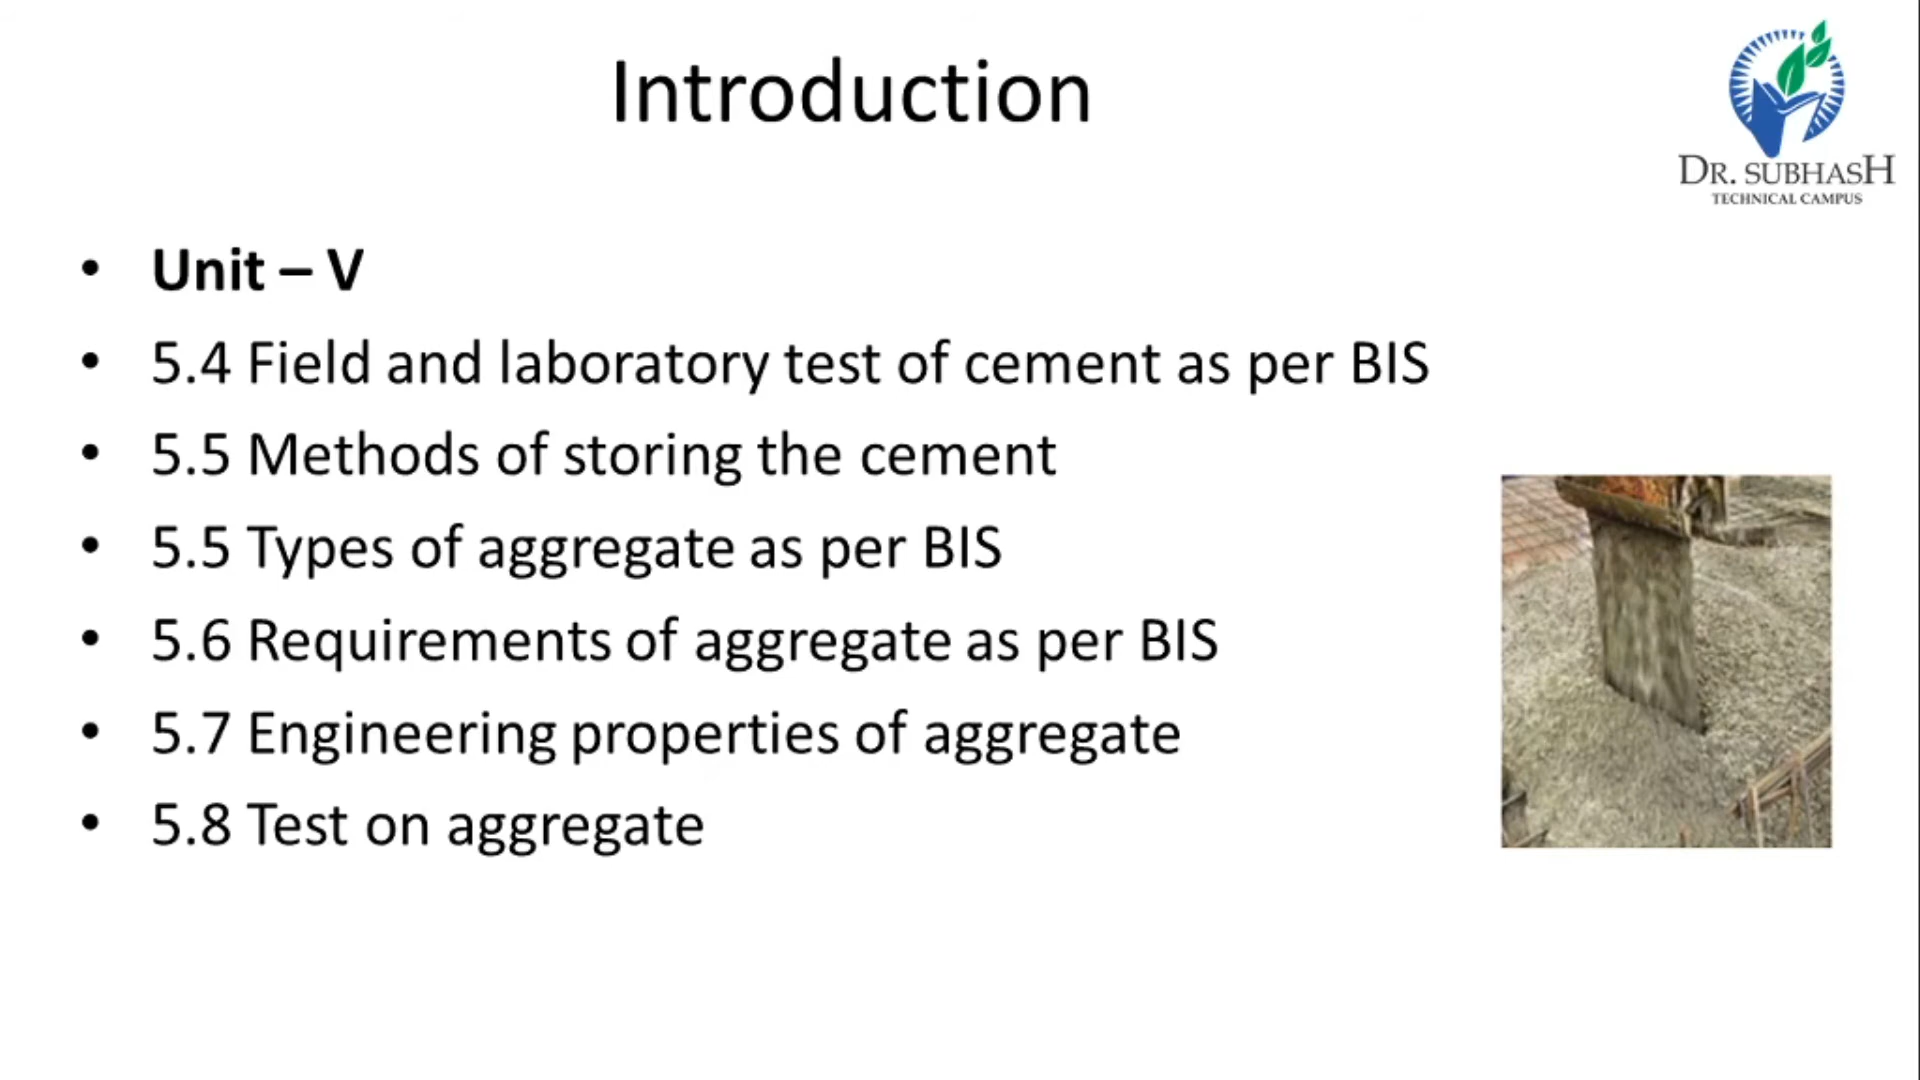 Introduction
DR. SUBHASH
TECHNICAL CAMPUS
• Unit – V
• 5.4 Field and laboratory test of cement as per BIS
• 5.5 Methods of storing the cement
• 5.5 Types of aggregate as per BIS
• 5.6 Requirements of aggregate as per BIS
• 5.7 Engineering properties of aggregate
• 5.8 Test on aggregate